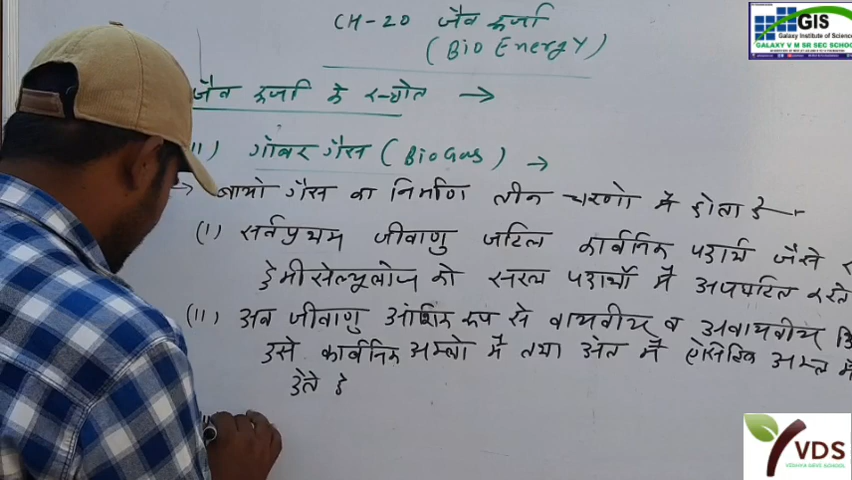 CH-20 जैव ऊर्जा
(Bio Energy)
जैव ऊर्जा के स्त्रोत →
II) गोबर गैस (BioGas) →
→ बायो गैस का निर्माण तीन चरणो में होता है
(I) सर्वप्रथम जीवाणु जटिल कार्बनिक पदार्थ जैसे
हेमीसेल्यूलोज को सरल पदार्थो में अपघटित करते
(II) अब जीवाणु आंशिक रूप से वायवीय व अवायवीय
उसे कार्बनिक अम्लो में तथा अंत में ऐसिटिक अम्ल में
देते है
GIS
Galaxy Institute of Science
GALAXY V M SR SEC SCHOOL
VDS